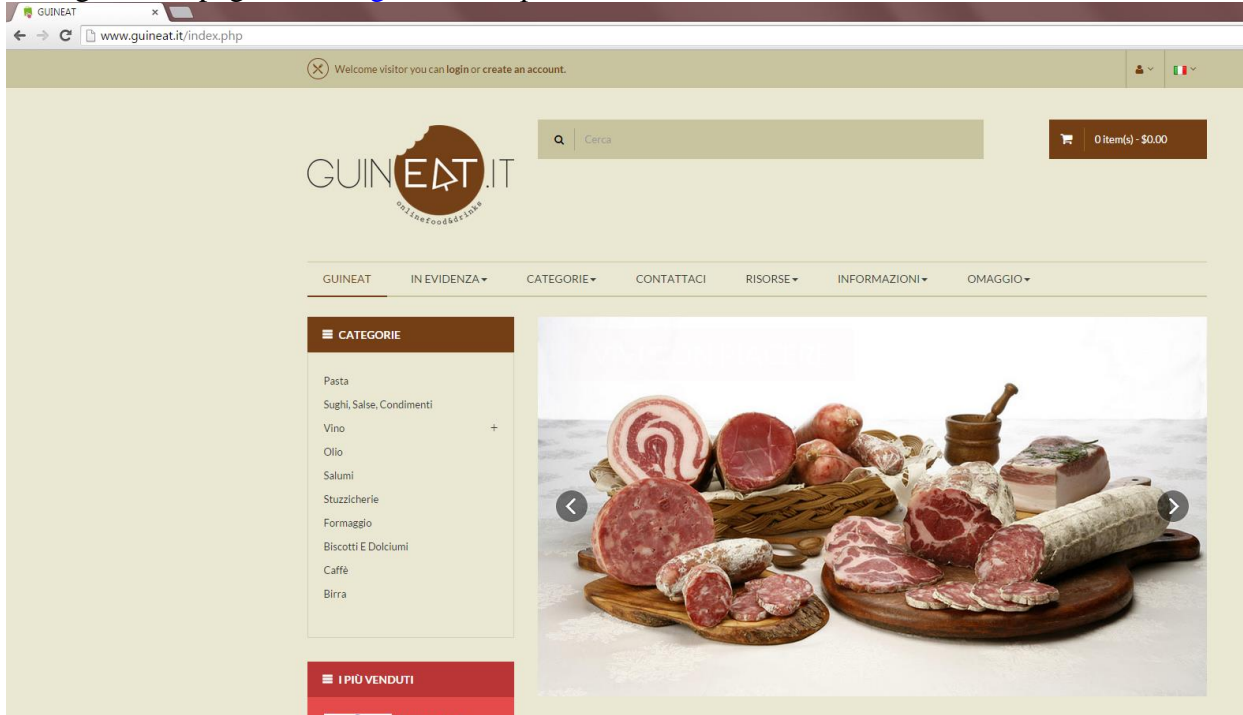 GUINEAT
www.guineat.it/index.php
Welcome visitor you can login or create an account.
Cerca
0 item(s) - $0.00
GUINEAT.IT
onlinefood&drinks
GUINEAT IN EVIDENZA CATEGORIE CONTATTACI RISORSE INFORMAZIONI OMAGGIO
CATEGORIE
Pasta
Sughi, Salse, Condimenti
Vino +
Olio
Salumi
Stuzzicherie
Formaggio
Biscotti E Dolciumi
Caffè
Birra
I PIÙ VENDUTI